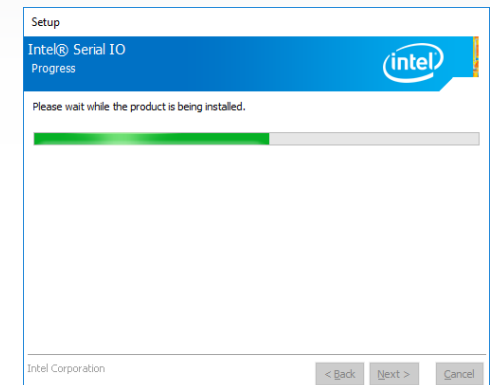 Setup
Intel® Serial IO
Progress
intel
Please wait while the product is being installed.
Intel Corporation
< Back Next > Cancel